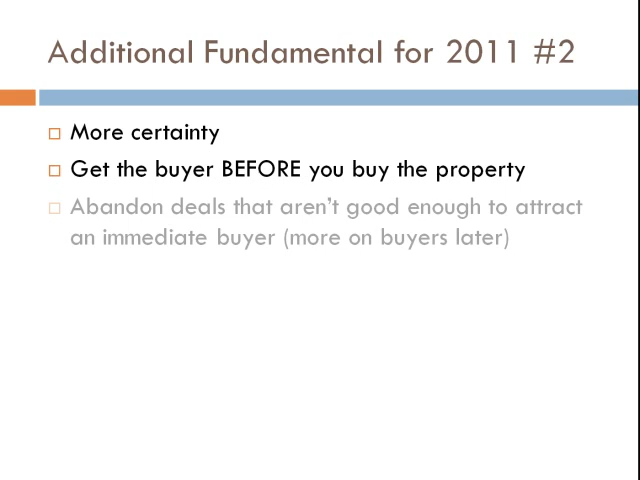 Additional Fundamental for 2011 #2
More certainty
Get the buyer BEFORE you buy the property
Abandon deals that aren’t good enough to attract
an immediate buyer (more on buyers later)